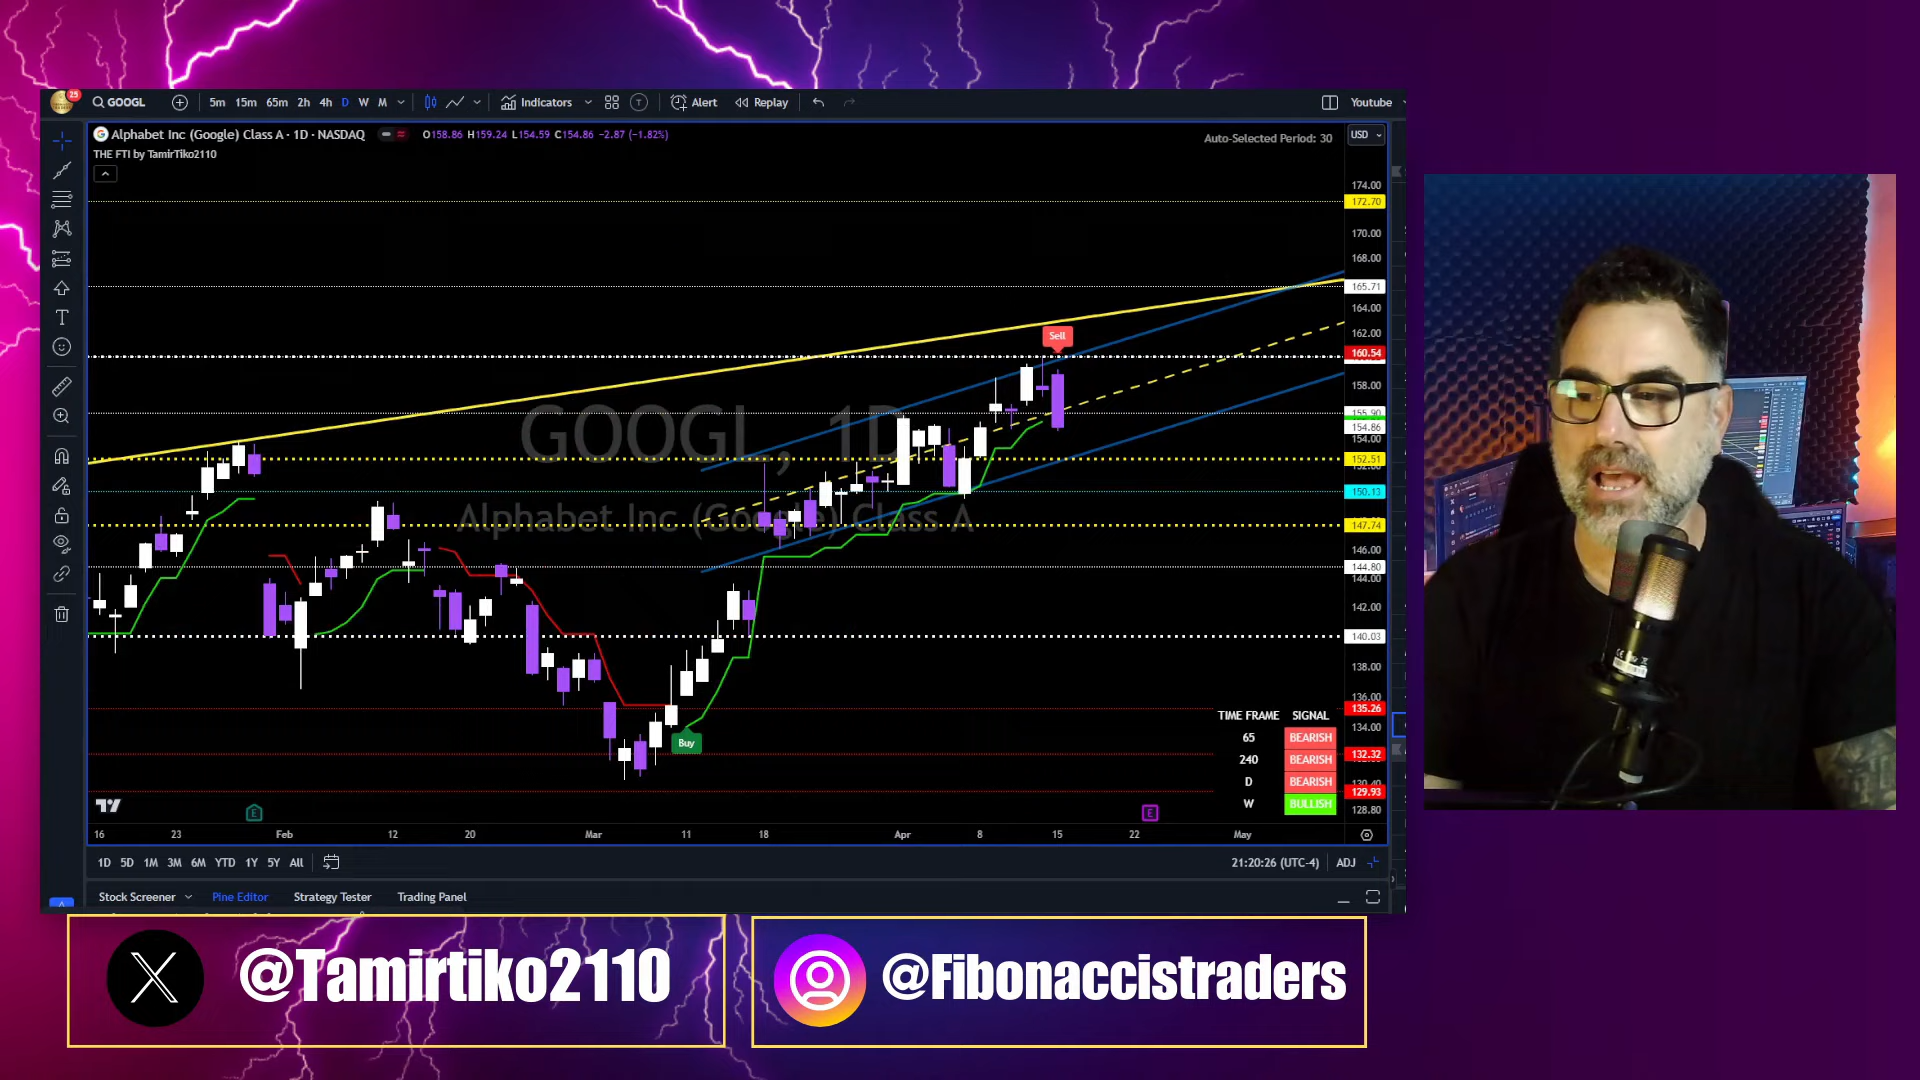 25
GOOGL
5m 15m 65m 2h 4h D W M
Indicators
T
Alert
Replay
Youtube
Alphabet Inc (Google) Class A · 1D · NASDAQ
O158.86 H159.24 L154.59 C154.86 −2.87 (−1.82%)
Auto-Selected Period: 30
USD
THE FTI by TamirTiko2110
174.00
172.70
170.00
168.00
165.71
164.00
162.00
160.54
158.00
155.90
154.86
154.00
152.51
150.13
147.74
146.00
144.80
144.00
142.00
140.03
138.00
136.00
135.26
134.00
132.32
129.93
128.80
GOOGL, 1D
Alphabet Inc (Google) Class A
Sell
Buy
TIME FRAME SIGNAL
65 BEARISH
240 BEARISH
D BEARISH
W BULLISH
E
E
16 23 Feb 12 20 Mar 11 18 Apr 8 15 22 May
1D 5D 1M 3M 6M YTD 1Y 5Y All
21:20:26 (UTC-4) ADJ
Stock Screener Pine Editor Strategy Tester Trading Panel
@Tamirtiko2110
@Fibonaccistraders